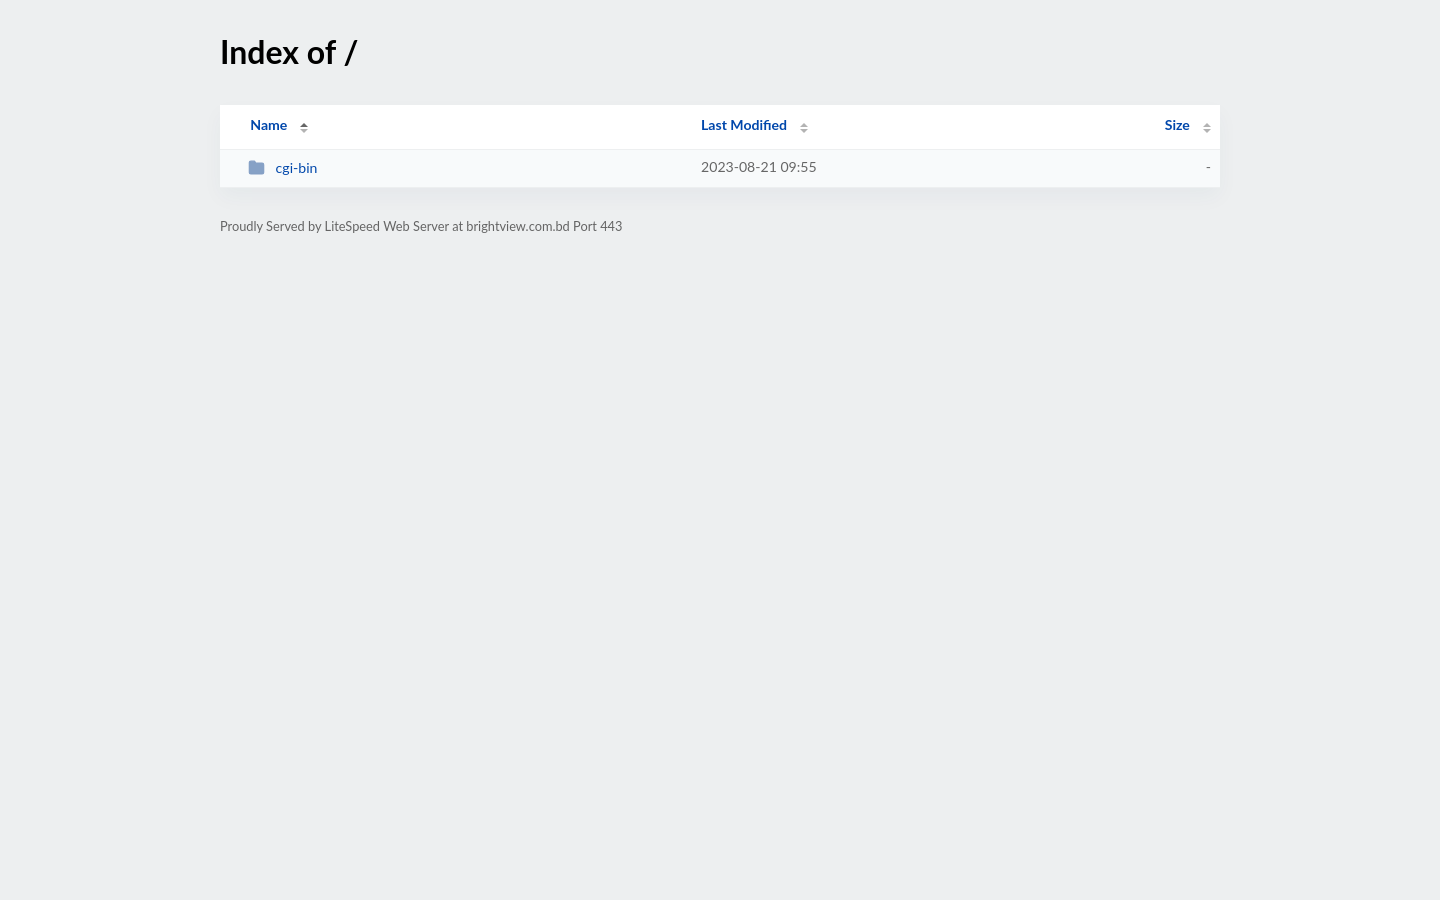 Index of /
Name Last Modified Size
cgi-bin 2023-08-21 09:55 -
Proudly Served by LiteSpeed Web Server at brightview.com.bd Port 443